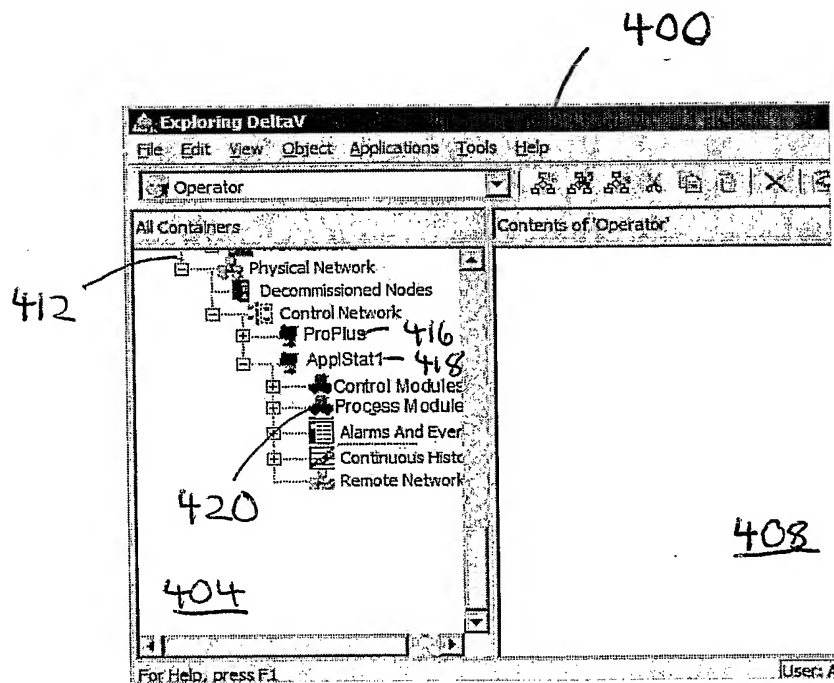 400
Exploring DeltaV
File Edit View Object Applications Tools Help
Operator
All Containers
Contents of 'Operator'
412
Physical Network
Decommissioned Nodes
Control Network
ProPlus 416
ApplStat1 418
Control Modules
Process Module
Alarms And Ever
Continuous Histo
Remote Network
420
408
404
For Help, press F1
User: A